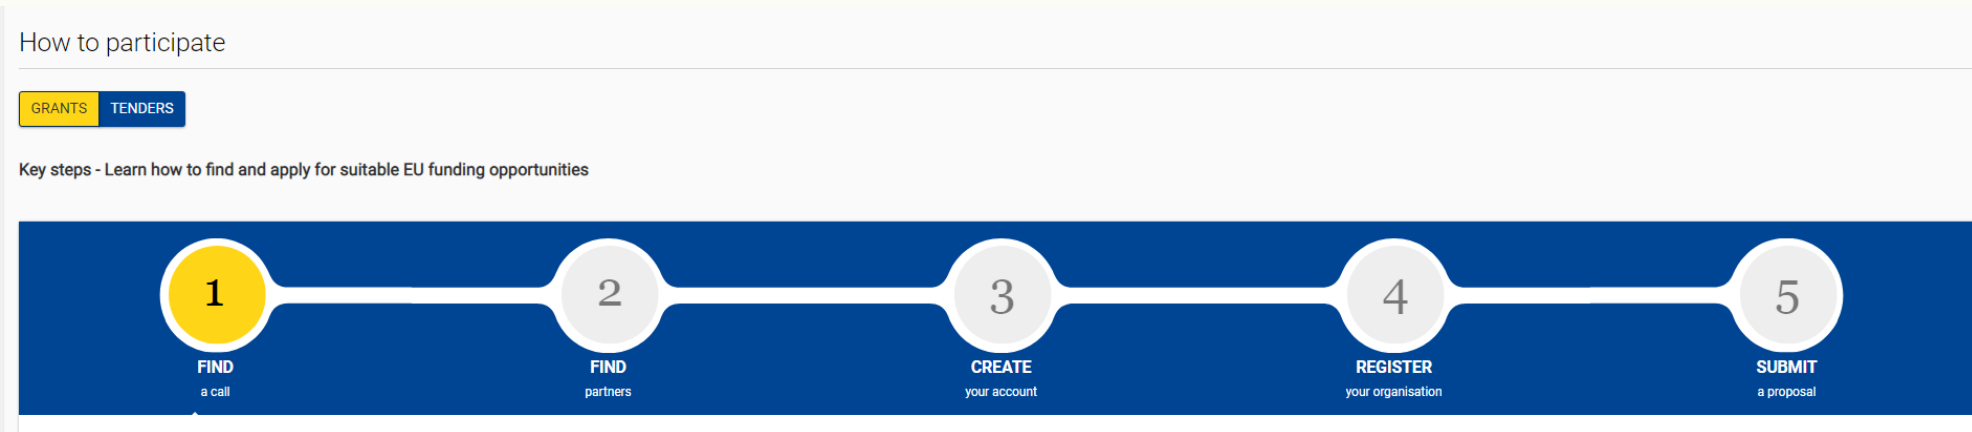 How to participate
GRANTS TENDERS
Key steps - Learn how to find and apply for suitable EU funding opportunities
1 2 3 4 5
FIND FIND CREATE REGISTER SUBMIT
a call partners your account your organisation a proposal